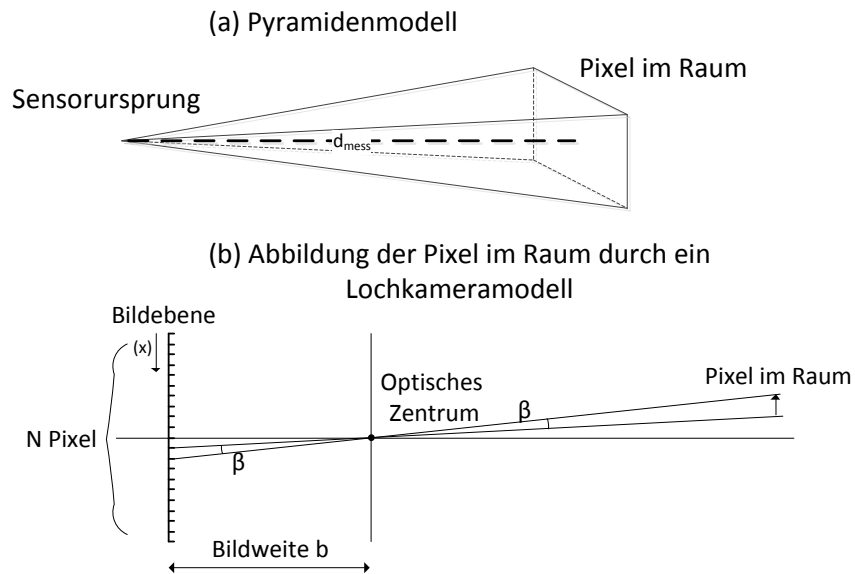 (a) Pyramidenmodell
Pixel im Raum
Sensorursprung
dmess
(b) Abbildung der Pixel im Raum durch ein
Lochkameramodell
Bildebene
(x)
Optisches
Zentrum
Pixel im Raum
β
N Pixel
β
Bildweite b